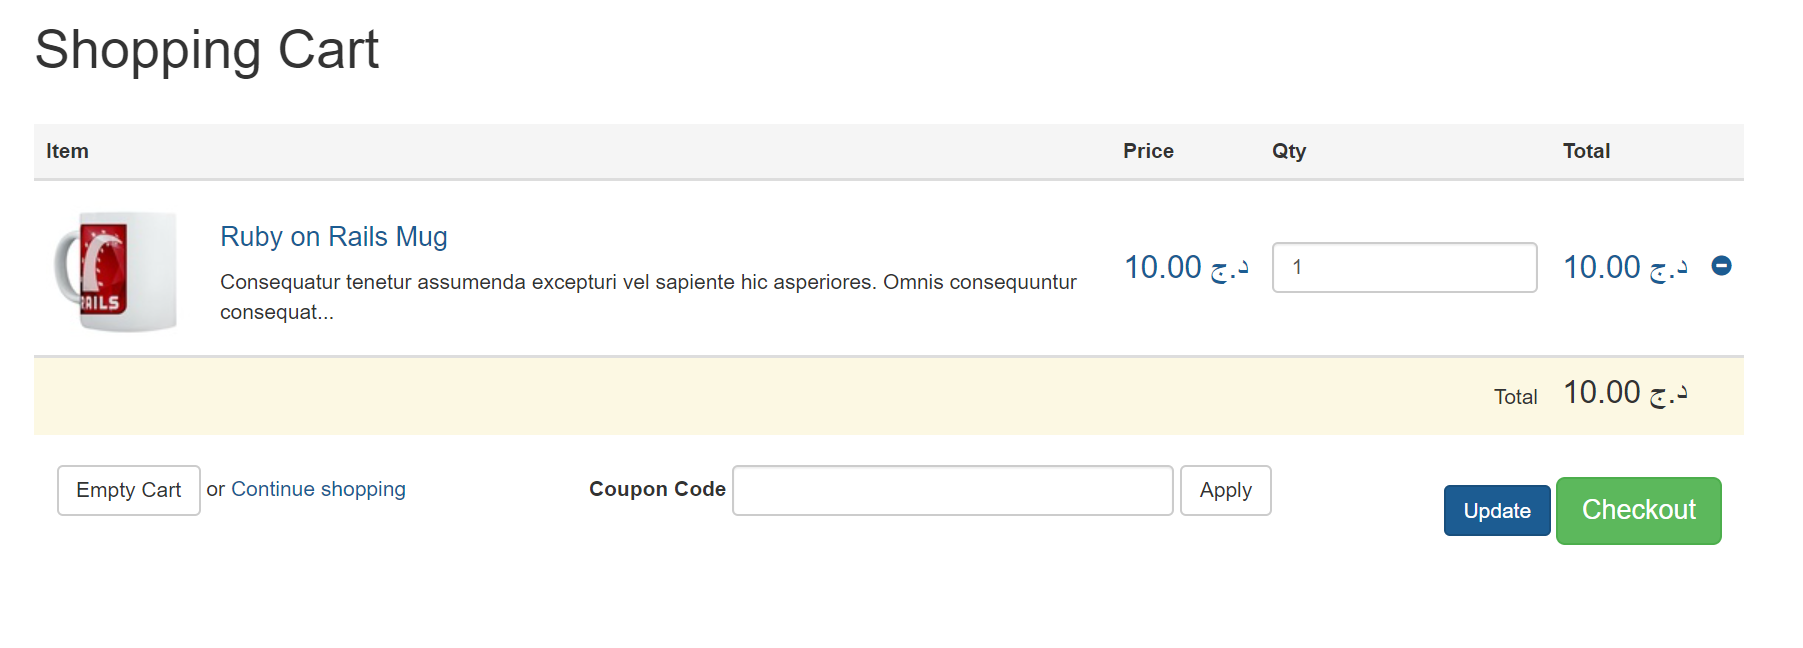 Shopping Cart
Item Price Qty Total
Ruby on Rails Mug
Consequatur tenetur assumenda excepturi vel sapiente hic asperiores. Omnis consequuntur
consequat...
10.00 د.ج 1 10.00 د.ج
RAILS
Total 10.00 د.ج
Empty Cart or Continue shopping Coupon Code Apply Update Checkout